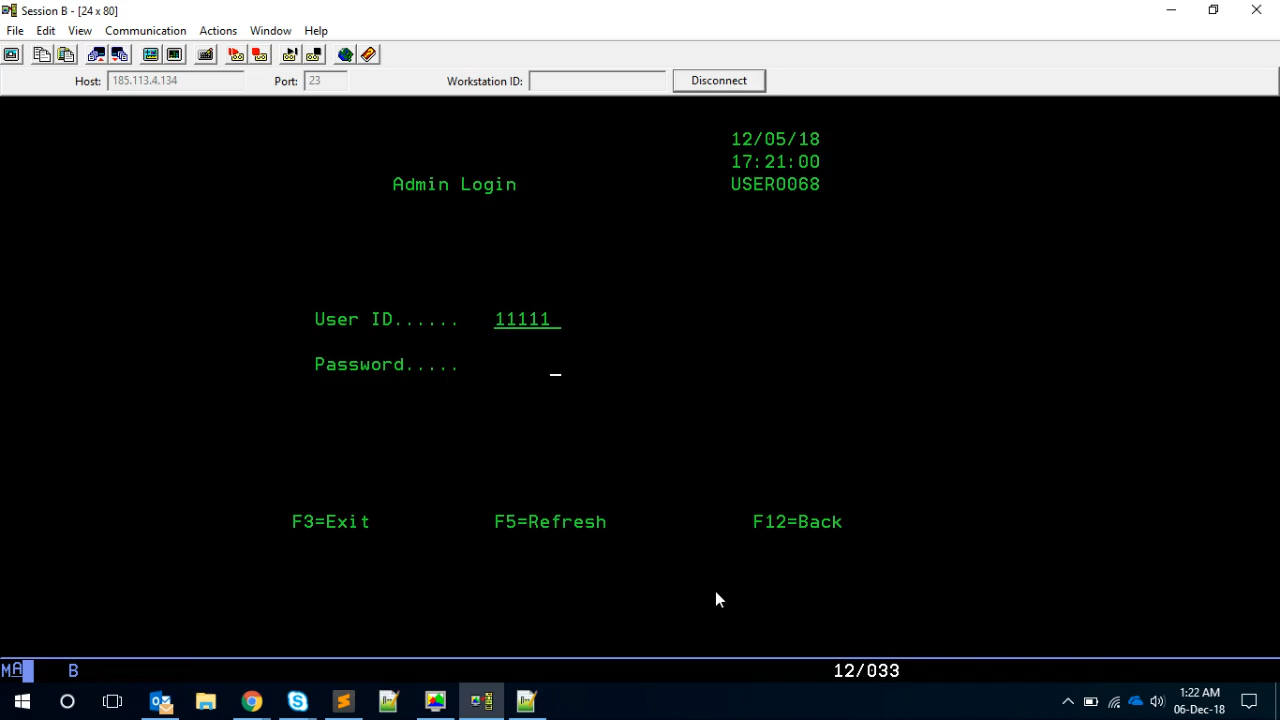 Session B - [24 x 80]
File Edit View Communication Actions Window Help
Host: 185.113.4.134 Port: 23 Workstation ID: Disconnect
12/05/18
17:21:00
Admin Login USER0068
User ID...... 11111
Password.....
F3=Exit F5=Refresh F12=Back
MA B 12/033
1:22 AM
06-Dec-18